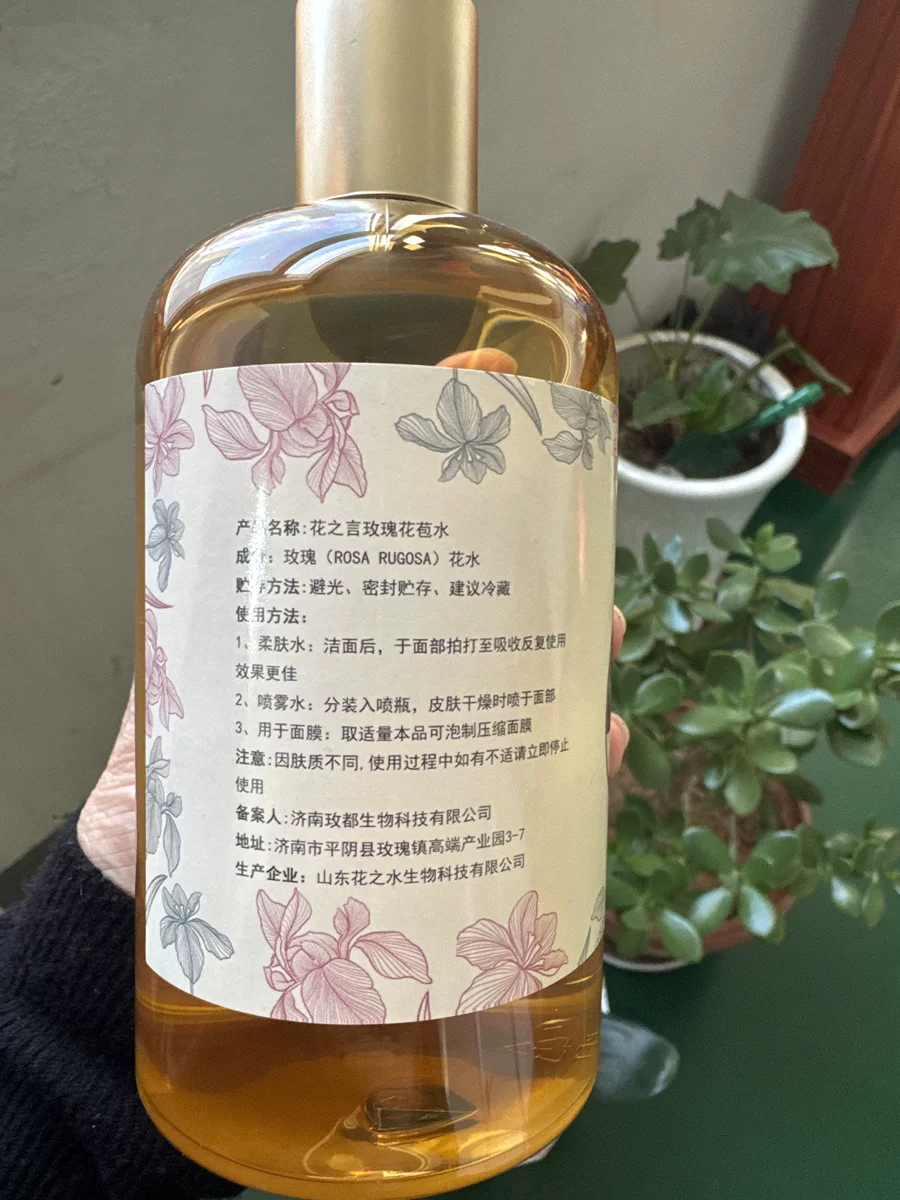 产品名称:花之言玫瑰花苞水
成份: 玫瑰（ROSA RUGOSA）花水
贮存方法:避光、密封贮存、建议冷藏
使用方法:
1、柔肤水: 洁面后, 于面部拍打至吸收反复使用
效果更佳
2、喷雾水: 分装入喷瓶, 皮肤干燥时喷于面部
3、用于面膜: 取适量本品可泡制压缩面膜
注意:因肤质不同,使用过程中如有不适请立即停止
使用
备案人:济南玫都生物科技有限公司
地址:济南市平阴县玫瑰镇高端产业园3-7
生产企业: 山东花之水生物科技有限公司